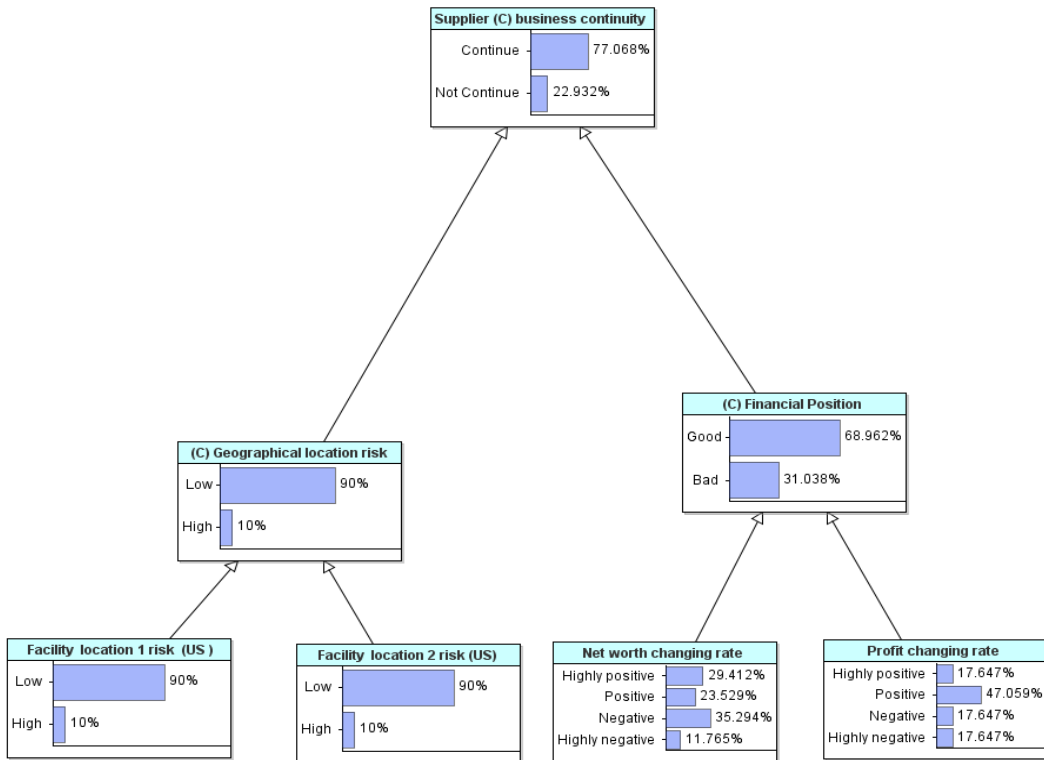 Supplier (C) business continuity
Continue 77.068%
Not Continue 22.932%
(C) Financial Position
Good 68.962%
Bad 31.038%
(C) Geographical location risk
Low 90%
High 10%
Facility location 1 risk (US )
Low 90%
High 10%
Facility location 2 risk (US)
Low 90%
High 10%
Net worth changing rate
Highly positive 29.412%
Positive 23.529%
Negative 35.294%
Highly negative 11.765%
Profit changing rate
Highly positive 17.647%
Positive 47.059%
Negative 17.647%
Highly negative 17.647%